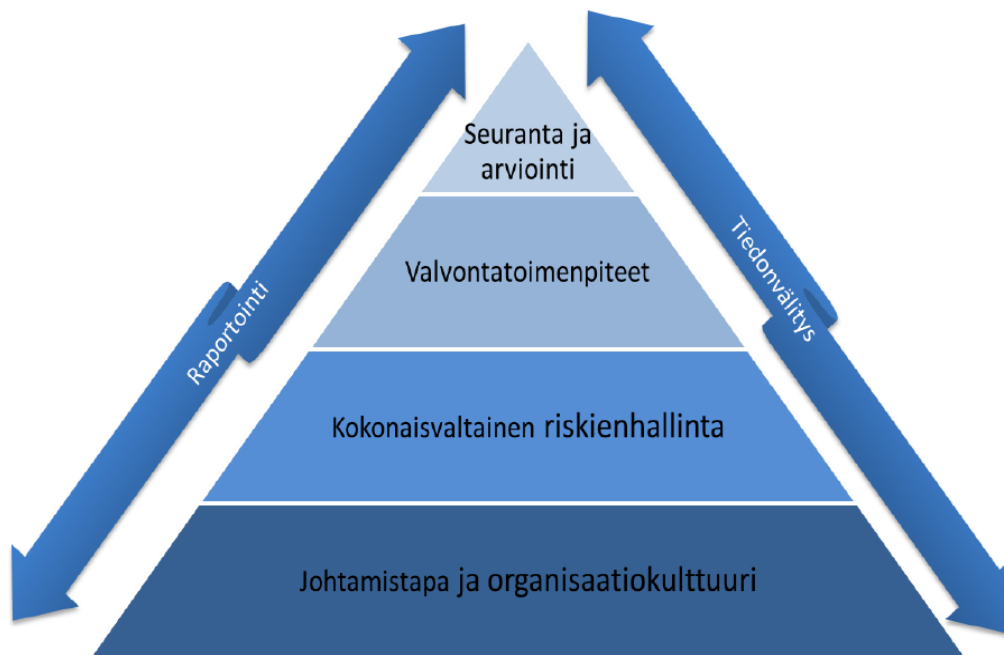 Seuranta ja
arviointi
Valvontatoimenpiteet
Kokonaisvaltainen riskienhallinta
Johtamistapa ja organisaatiokulttuuri
Raportointi
Tiedonvälitys